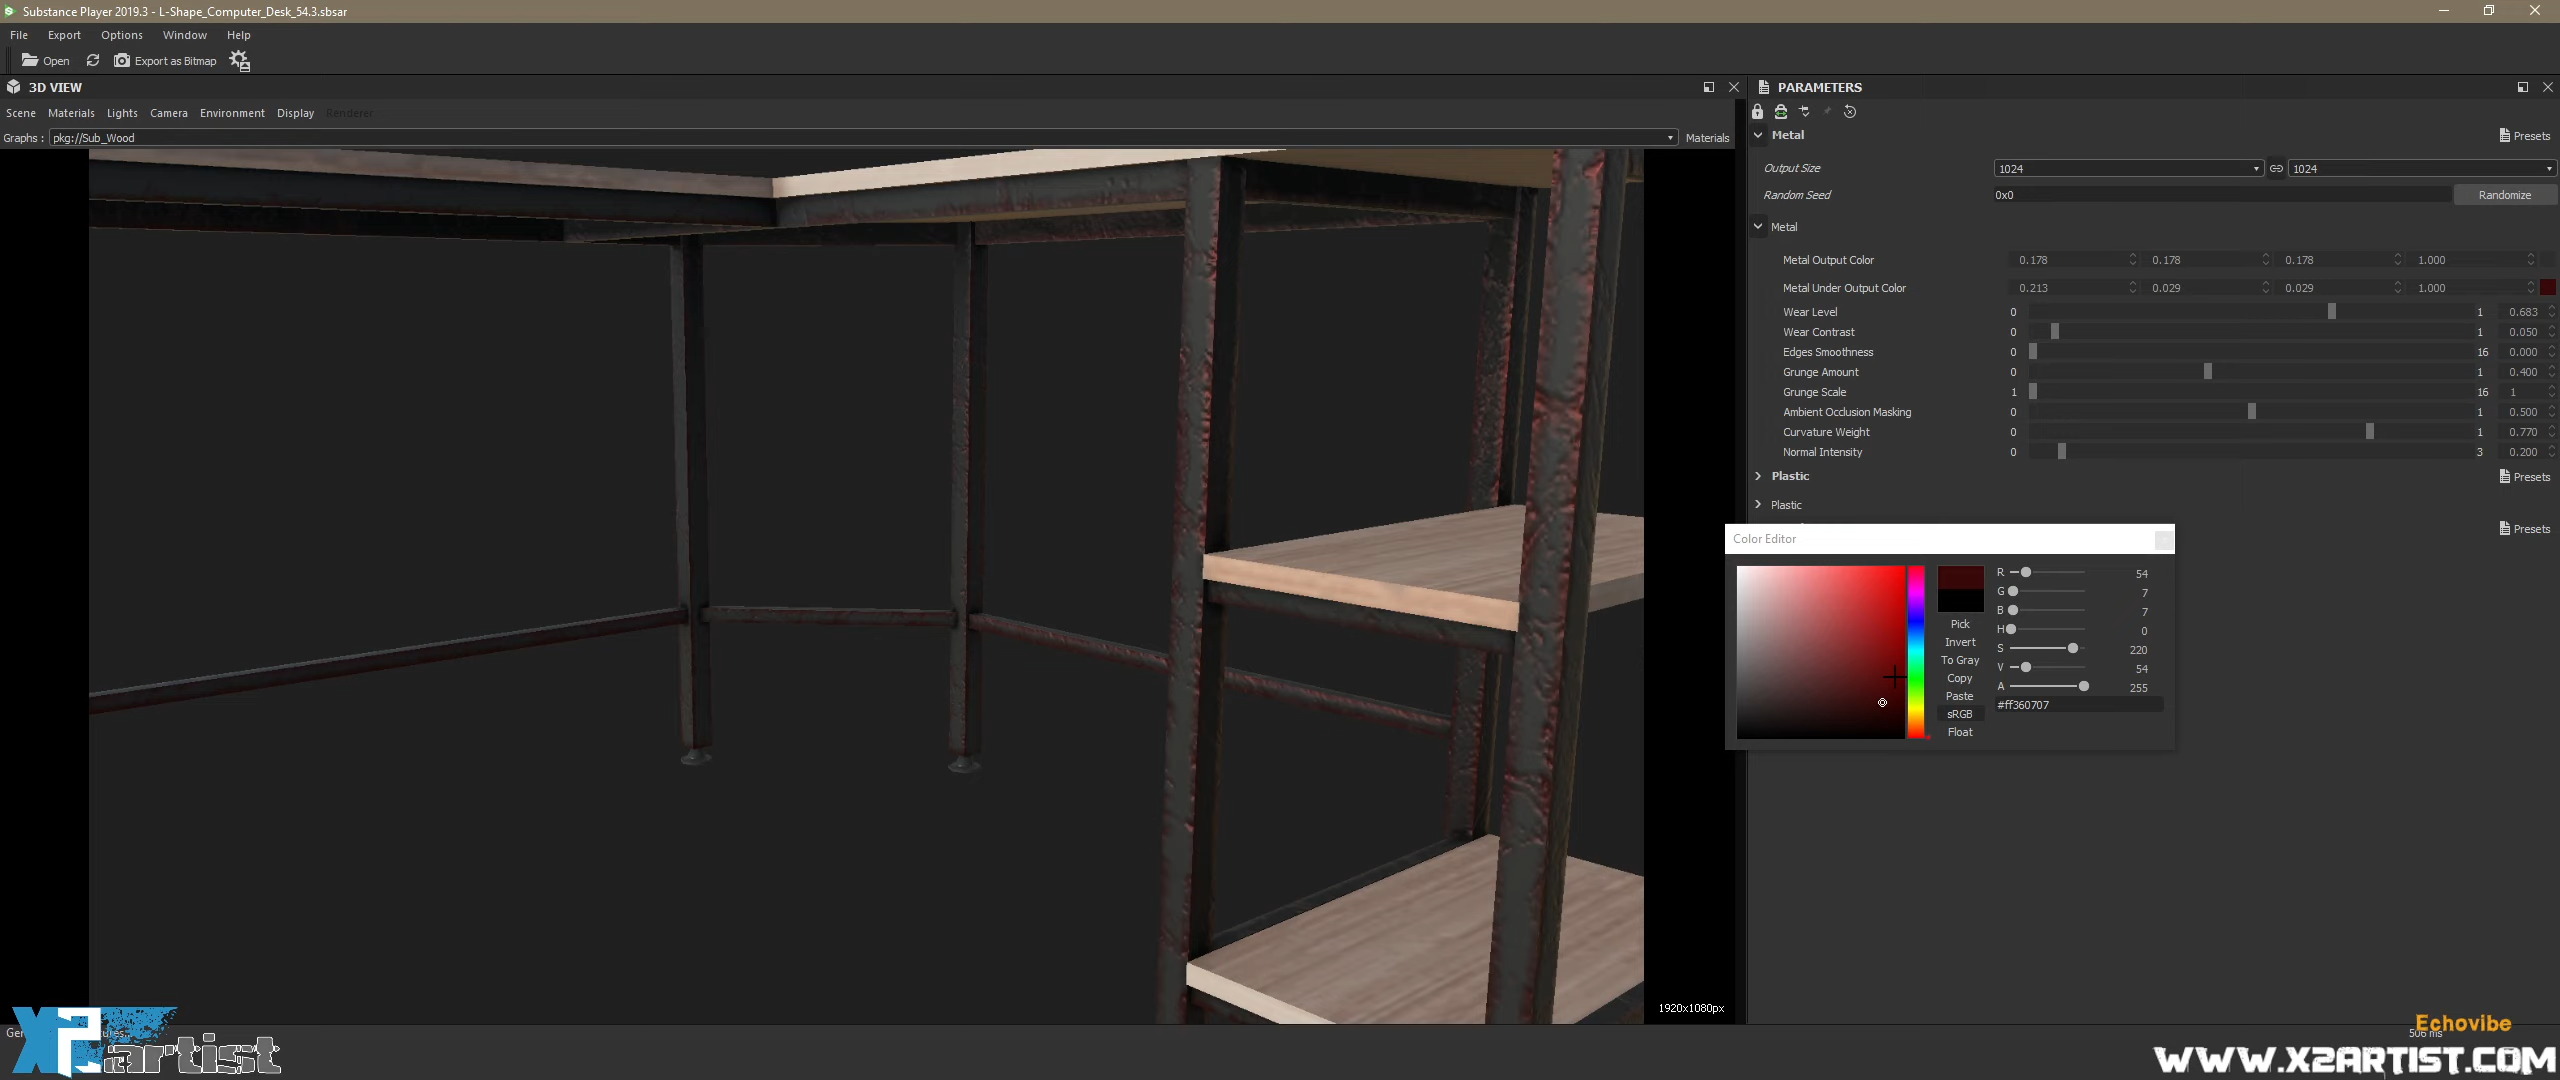 Substance Player 2019.3 - L-Shape_Computer_Desk_54.3.sbsar
File Export Options Window Help
Open Export as Bitmap
3D VIEW
Scene Materials Lights Camera Environment Display Renderer
Graphs : pkg://Sub_Wood Materials
1920x1080px
PARAMETERS
Metal Presets
Output Size 1024 1024
Random Seed 0x0 Randomize
Metal
Metal Output Color 0.178 0.178 0.178 1.000
Metal Under Output Color 0.213 0.029 0.029 1.000
Wear Level 0 1 0.683
Wear Contrast 0 1 0.050
Edges Smoothness 0 16 0.000
Grunge Amount 0 1 0.400
Grunge Scale 1 16 1
Ambient Occlusion Masking 0 1 0.500
Curvature Weight 0 1 0.770
Normal Intensity 0 3 0.200
Plastic Presets
Plastic
Presets
Color Editor
R 54
G 7
B 7
H 0
S 220
V 54
A 255
#ff360707
Pick
Invert
To Gray
Copy
Paste
sRGB
Float
X2artist
Echovibe
506 ms
WWW.X2ARTIST.COM